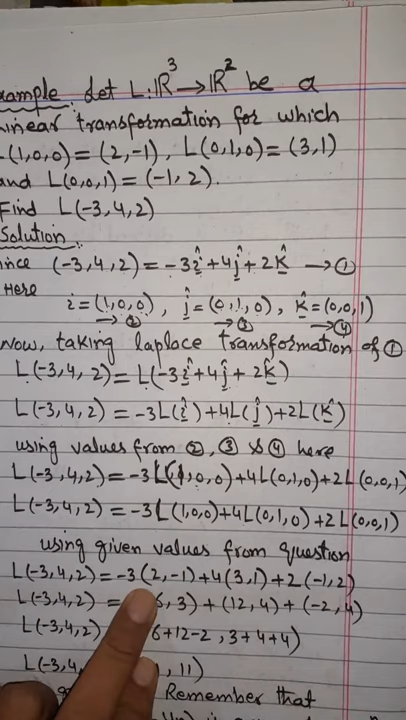 xample. Let L:ℝ³→ℝ² be a
linear transformation for which
L(1,0,0)=(2,-1), L(0,1,0)=(3,1)
and L(0,0,1)=(-1,2).
Find L(-3,4,2)
Solution.
ince (-3,4,2)=-3î+4ĵ+2k̂ →①
Here
i=(1,0,0), ĵ=(0,1,0), k̂=(0,0,1)
→② →③ →④
Now, taking laplace transformation of ①
L(-3,4,2)=L(-3î+4ĵ+2k̂)
L(-3,4,2)=-3L(î)+4L(ĵ)+2L(k̂)
using values from ②,③ & ④ here
L(-3,4,2)=-3L(1,0,0)+4L(0,1,0)+2L(0,0,1)
L(-3,4,2)=-3L(1,0,0)+4L(0,1,0)+2L(0,0,1)
using given values from question
L(-3,4,2)=-3(2,-1)+4(3,1)+2(-1,2)
L(-3,4,2)= 6,3)+(12,4)+(-2,4)
L(-3,4,2) 6+12-2,3+4+4)
L(-3,4, ,11)
Remember that